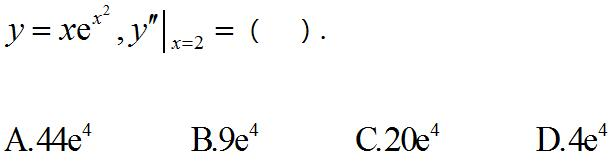 y = xe^{x^2}, y''|_{x=2} = (    ).
A.44e^4    B.9e^4    C.20e^4    D.4e^4